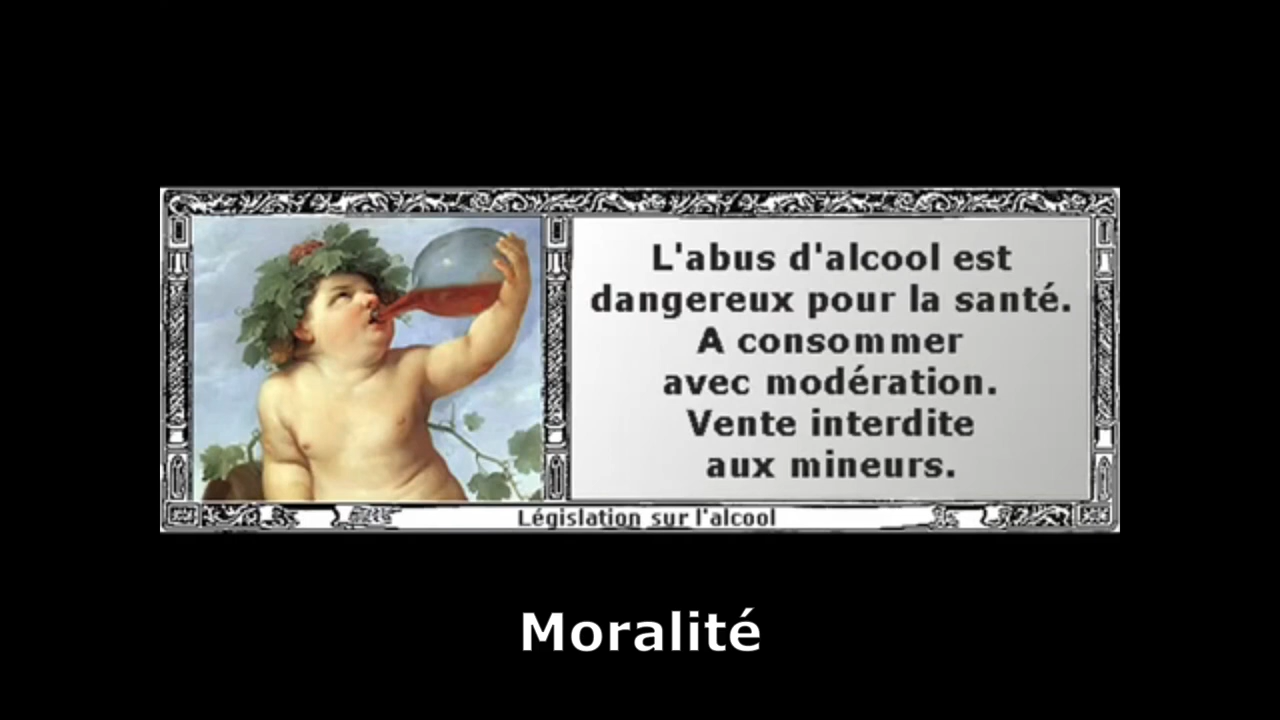 L'abus d'alcool est
dangereux pour la santé.
A consommer
avec modération.
Vente interdite
aux mineurs.
Législation sur l'alcool
Moralité